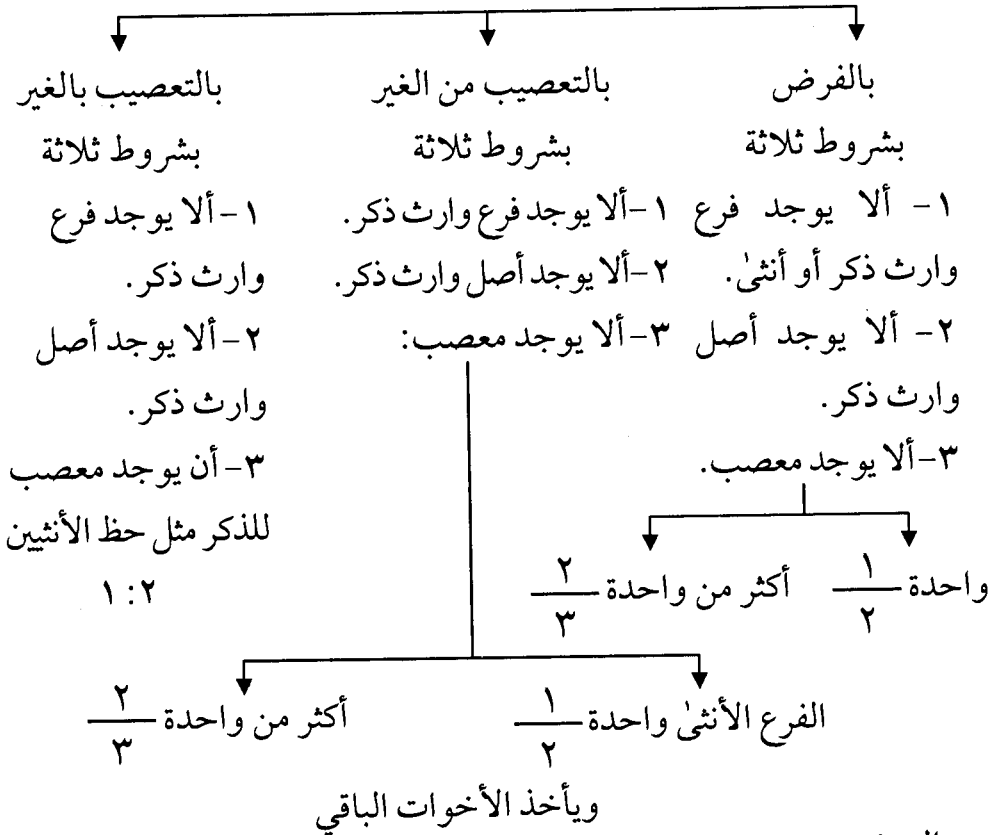 بالفرض
بشروط ثلاثة
١- ألا يوجد فرع
وارث ذكر أو أنثىٰ.
٢- ألا يوجد أصل
وارث ذكر.
٣-ألا يوجد معصب.
واحدة ١/٢
أكثر من واحدة ٢/٣
بالتعصيب من الغير
بشروط ثلاثة
١-ألا يوجد فرع وارث ذكر.
٢-ألا يوجد أصل وارث ذكر.
٣-ألا يوجد معصب:
الفرع الأنثىٰ واحدة ١/٢
أكثر من واحدة ٢/٣
ويأخذ الأخوات الباقي
بالتعصيب بالغير
بشروط ثلاثة
١-ألا يوجد فرع
وارث ذكر.
٢-ألا يوجد أصل
وارث ذكر.
٣-أن يوجد معصب
للذكر مثل حظ الأنثيين
٢:١